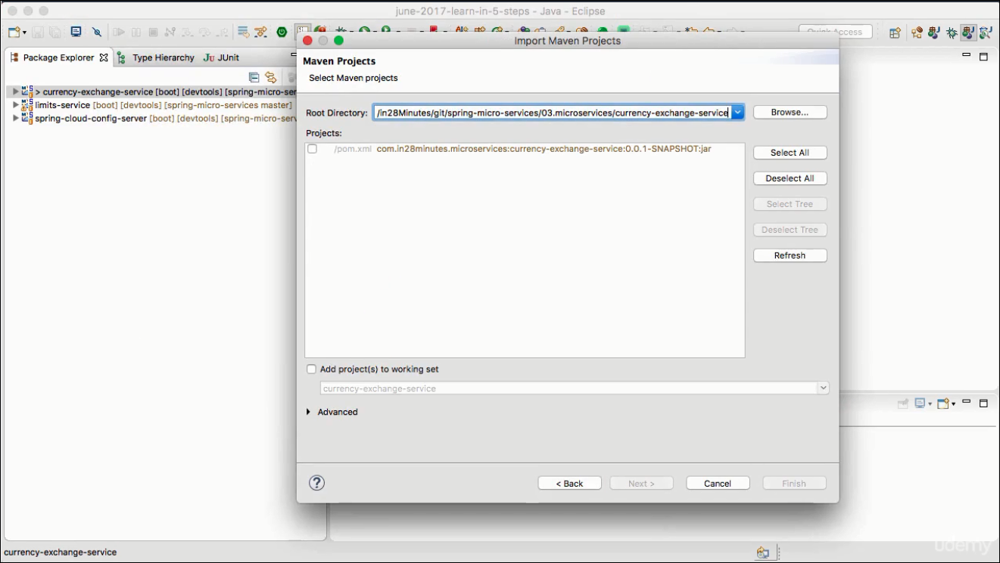 june-2017-learn-in-5-steps - Java - Eclipse
Quick Access
Import Maven Projects
Package Explorer
Type Hierarchy
JUnit
Maven Projects
Select Maven projects
> currency-exchange-service [boot] [devtools] [spring-micro-ser
limits-service [boot] [devtools] [spring-micro-services master]
spring-cloud-config-server [boot] [devtools] [spring-micro-serv
Root Directory: /in28Minutes/git/spring-micro-services/03.microservices/currency-exchange-service
Browse...
Projects:
/pom.xml com.in28minutes.microservices:currency-exchange-service:0.0.1-SNAPSHOT:jar
Select All
Deselect All
Select Tree
Deselect Tree
Refresh
Add project(s) to working set
currency-exchange-service
Advanced
?
< Back
Next >
Cancel
Finish
currency-exchange-service
udemy